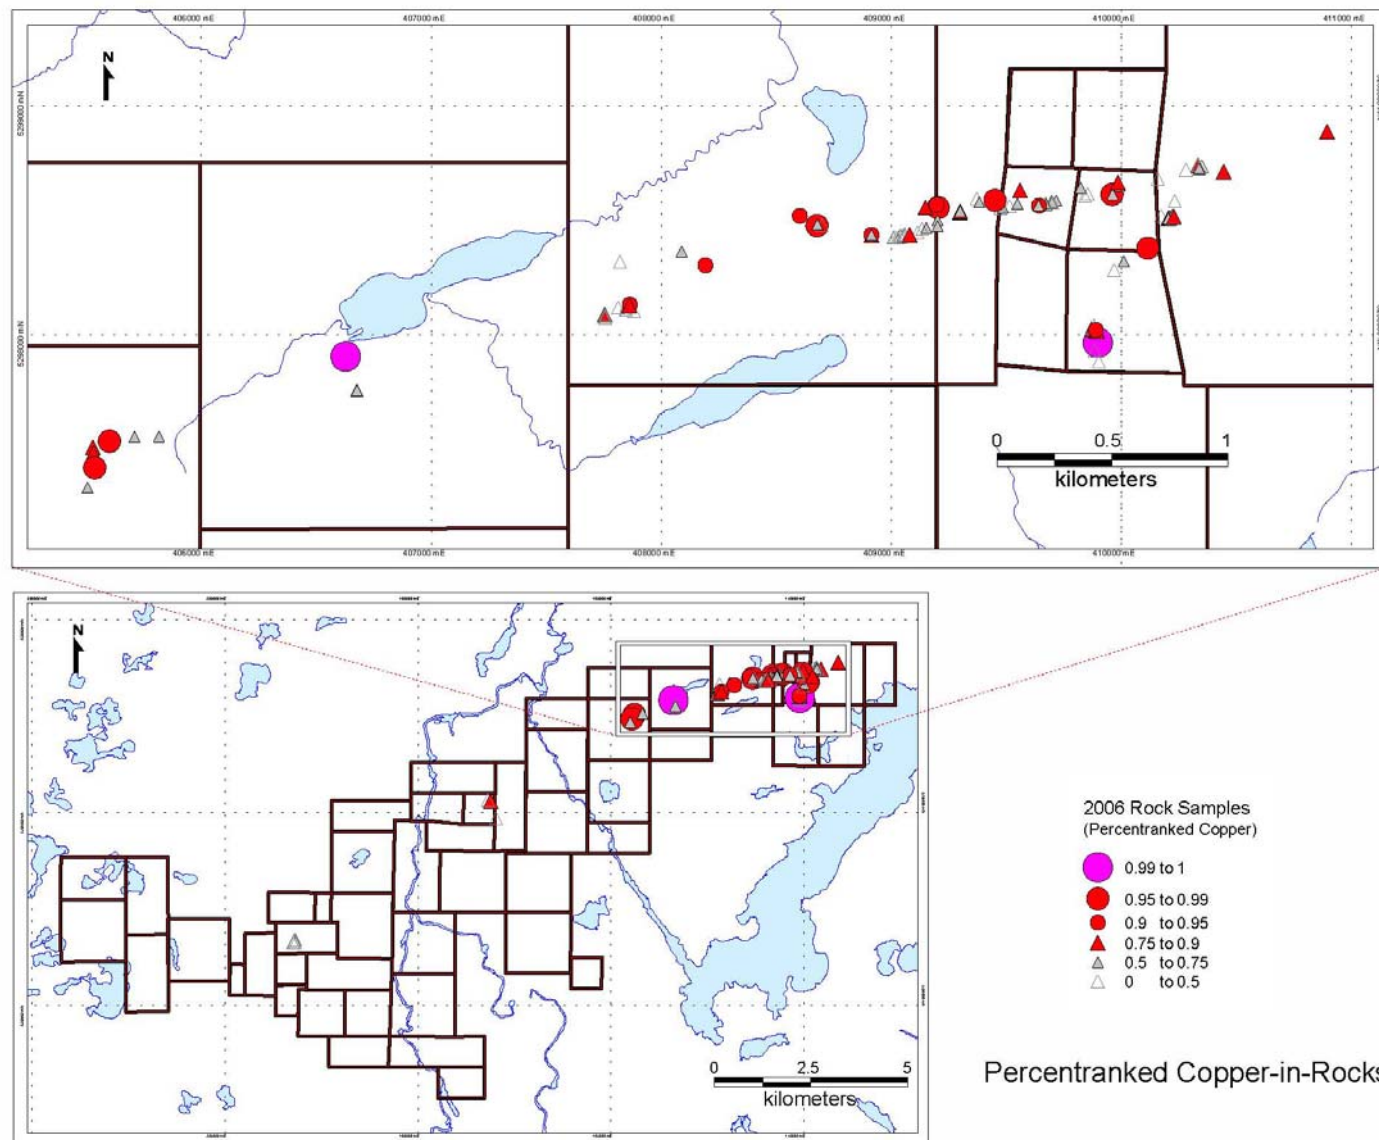 406000 mE 407000 mE 408000 mE 409000 mE 410000 mE 411000 mE
N
5299000 mN
5298000 mN
0 0.5 1
kilometers
406000 mE 407000 mE 408000 mE 409000 mE 410000 mE
N
2006 Rock Samples
(Percentranked Copper)
0.99 to 1
0.95 to 0.99
0.9 to 0.95
0.75 to 0.9
0.5 to 0.75
0 to 0.5
0 2.5 5
kilometers
Percentranked Copper-in-Rocks